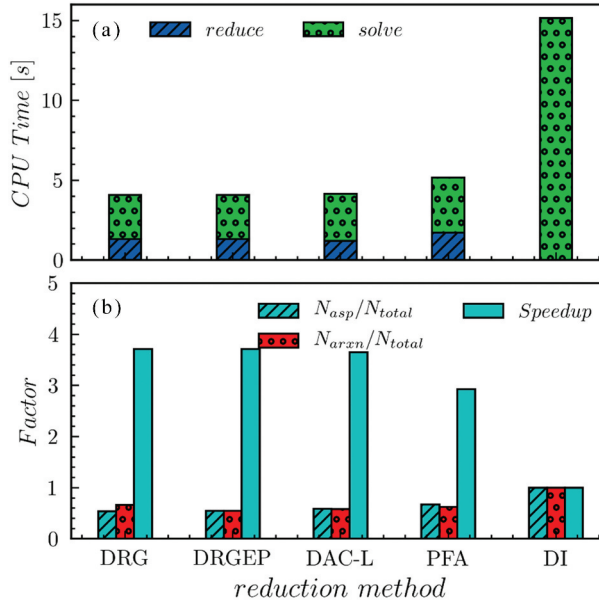 (a) reduce solve
CPU Time [s]
15
10
5
0
(b) N_asp/N_total Speedup
N_arxn/N_total
Factor
5
4
3
2
1
0
DRG DRGEP DAC-L PFA DI
reduction method